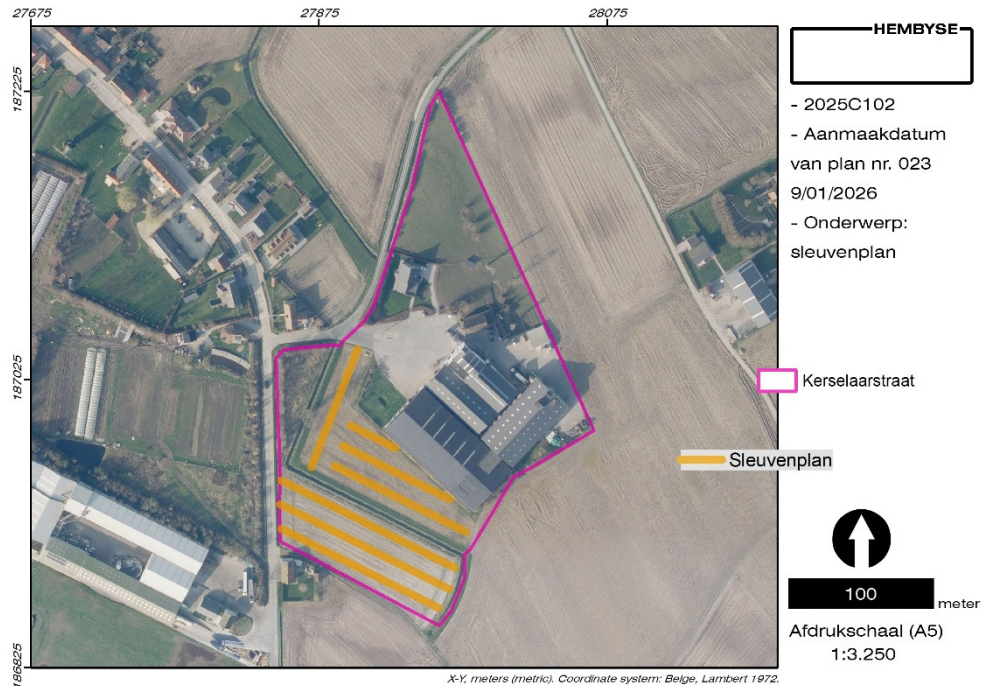 27675
27875
28075
187225
187025
186825
HEMBYSE
- 2025C102
- Aanmaakdatum
van plan nr. 023
9/01/2026
- Onderwerp:
sleuvenplan
Kerselaarstraat
Sleuvenplan
100
meter
Afdrukschaal (A5)
1:3.250
X-Y, meters (metric). Coordinate system: Belge, Lambert 1972.